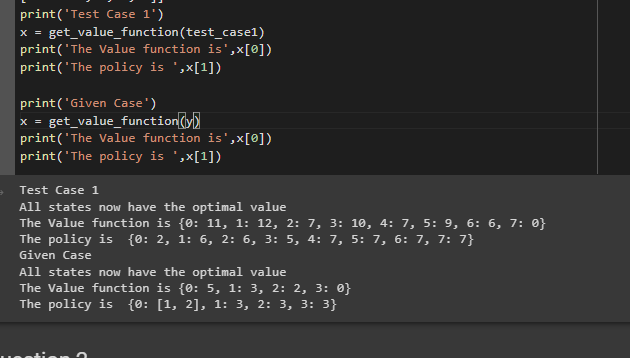 print('Test Case 1')
x = get_value_function(test_case1)
print('The Value function is',x[0])
print('The policy is ',x[1])
print('Given Case')
x = get_value_function(y)
print('The Value function is',x[0])
print('The policy is ',x[1])
Test Case 1
All states now have the optimal value
The Value function is {0: 11, 1: 12, 2: 7, 3: 10, 4: 7, 5: 9, 6: 6, 7: 0}
The policy is  {0: 2, 1: 6, 2: 6, 3: 5, 4: 7, 5: 7, 6: 7, 7: 7}
Given Case
All states now have the optimal value
The Value function is {0: 5, 1: 3, 2: 2, 3: 0}
The policy is  {0: [1, 2], 1: 3, 2: 3, 3: 3}